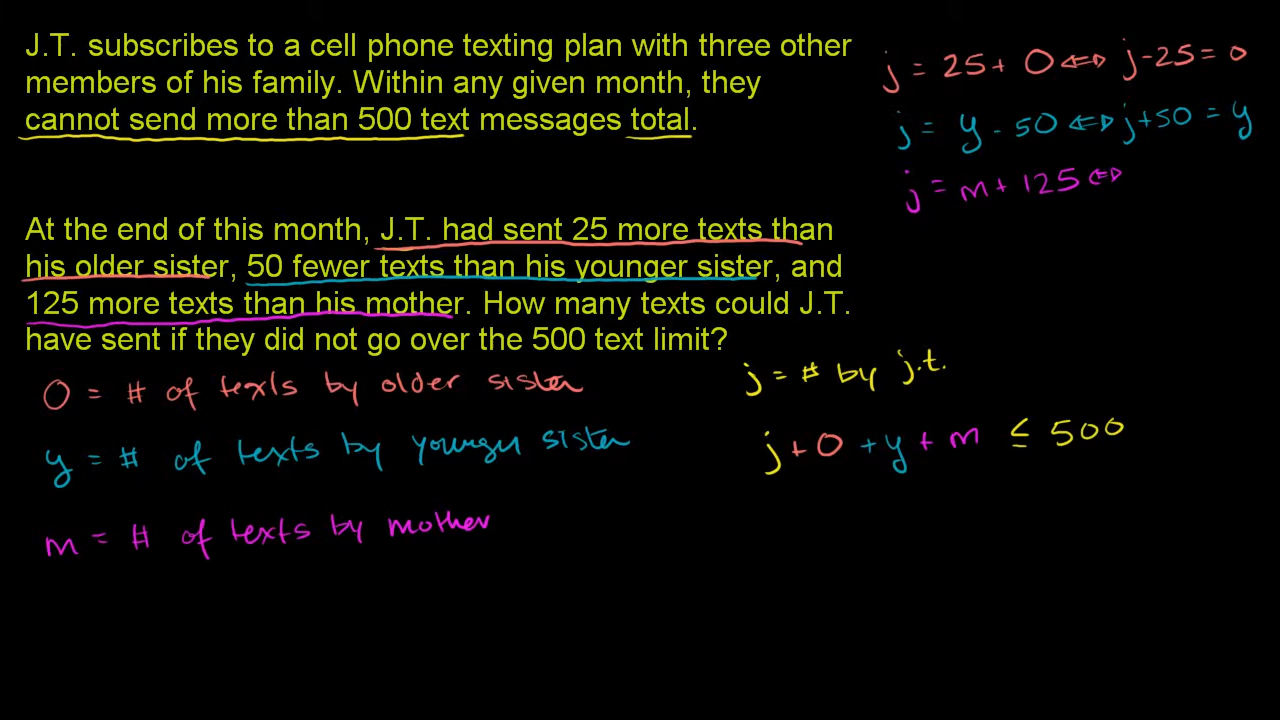 J.T. subscribes to a cell phone texting plan with three other
members of his family. Within any given month, they
cannot send more than 500 text messages total.
j = 25 + O ⇔ j - 25 = O
j = y - 50 ⇔ j + 50 = y
j = m + 125 ⇔
At the end of this month, J.T. had sent 25 more texts than
his older sister, 50 fewer texts than his younger sister, and
125 more texts than his mother. How many texts could J.T.
have sent if they did not go over the 500 text limit?
O = # of texts by older sister
y = # of texts by younger sister
m = # of texts by mother
j = # by j.t.
j + O + y + m ≤ 500